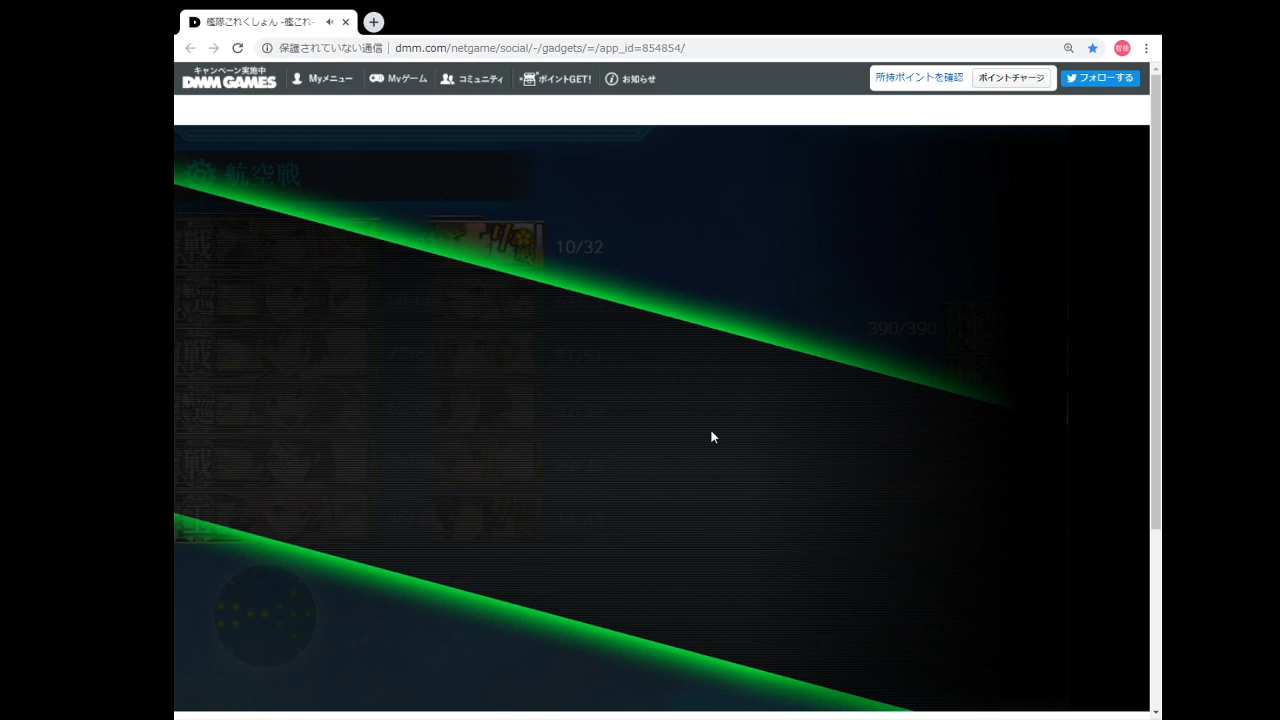 艦隊これくしょん -艦これ-
保護されていない通信 | dmm.com/netgame/social/-/gadgets/=/app_id=854854/
キャンペーン実施中
DMM GAMES
Myメニュー
Myゲーム
コミュニティ
ポイントGET!
お知らせ
所持ポイントを確認
ポイントチャージ
フォローする
航空戦
10/32
390/390